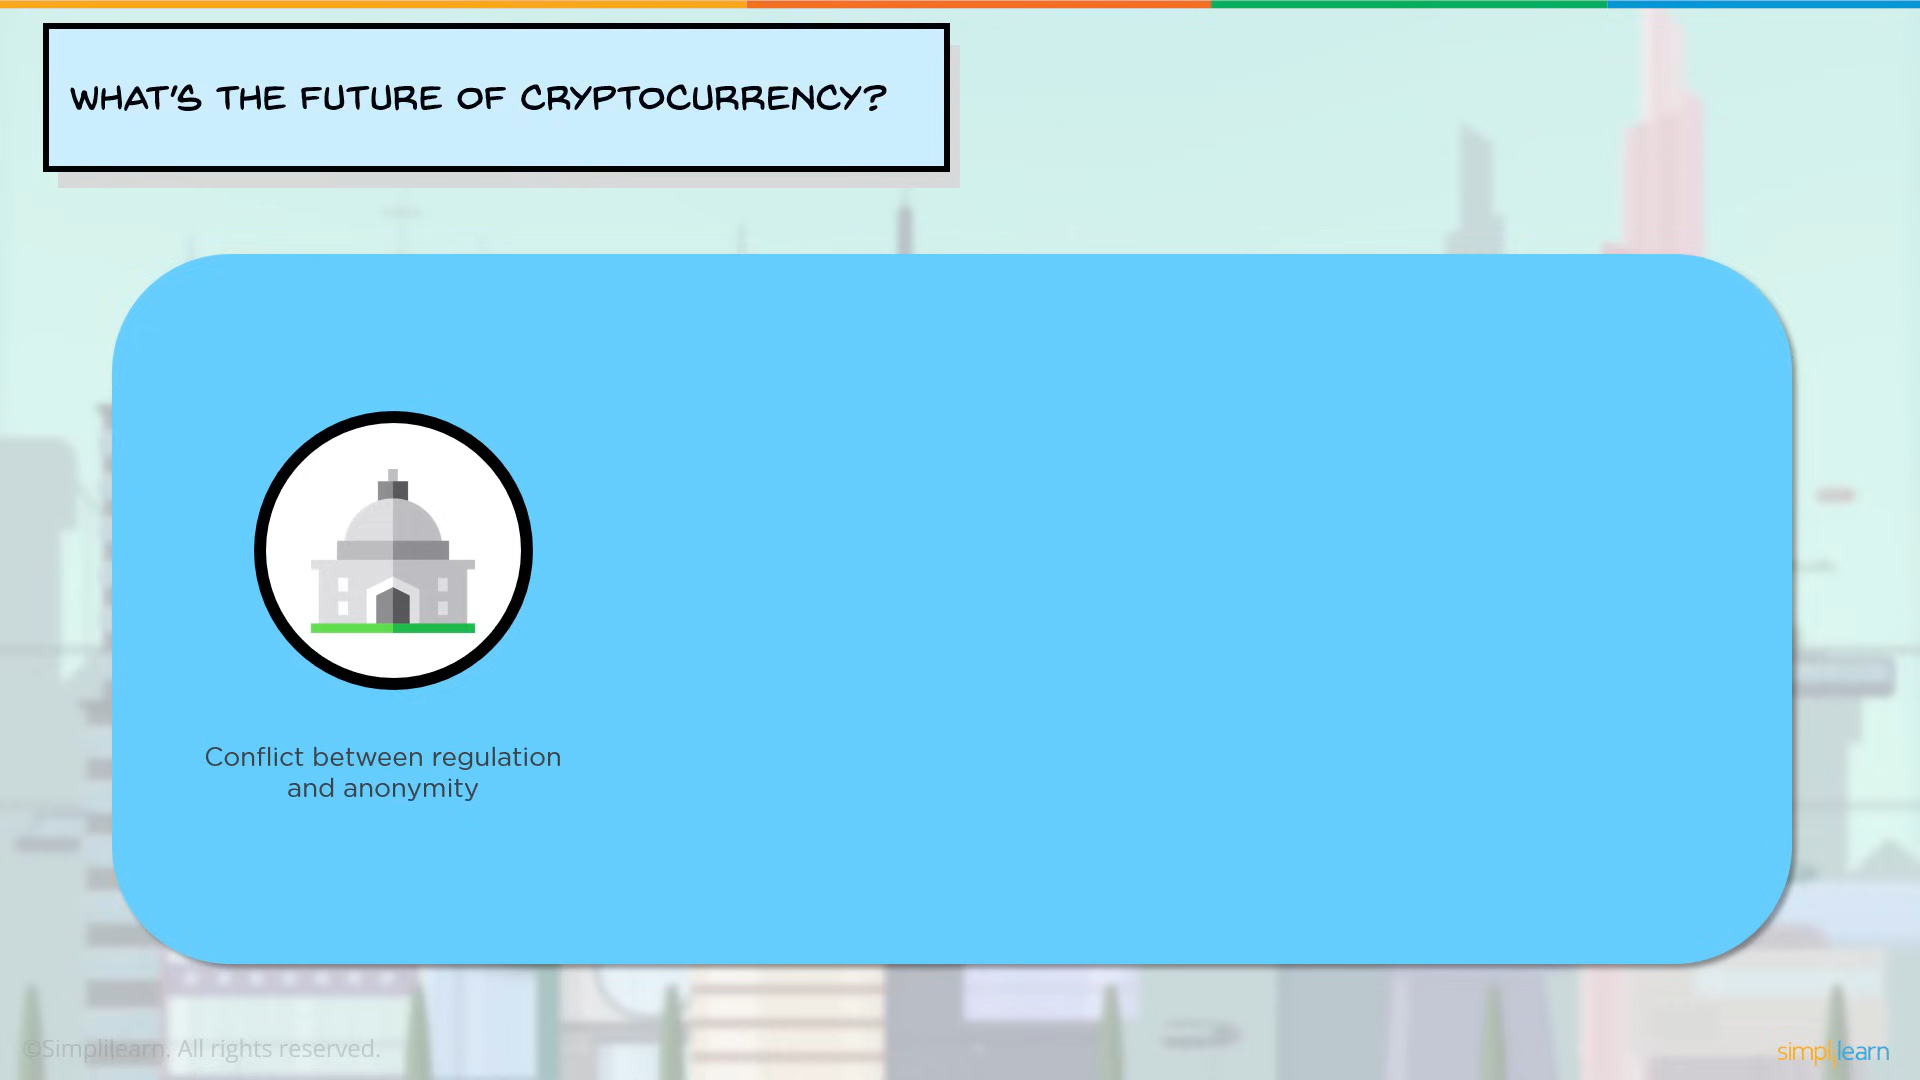 WHAT'S THE FUTURE OF CRYPTOCURRENCY?
Conflict between regulation
and anonymity
©Simplilearn. All rights reserved.
simplilearn